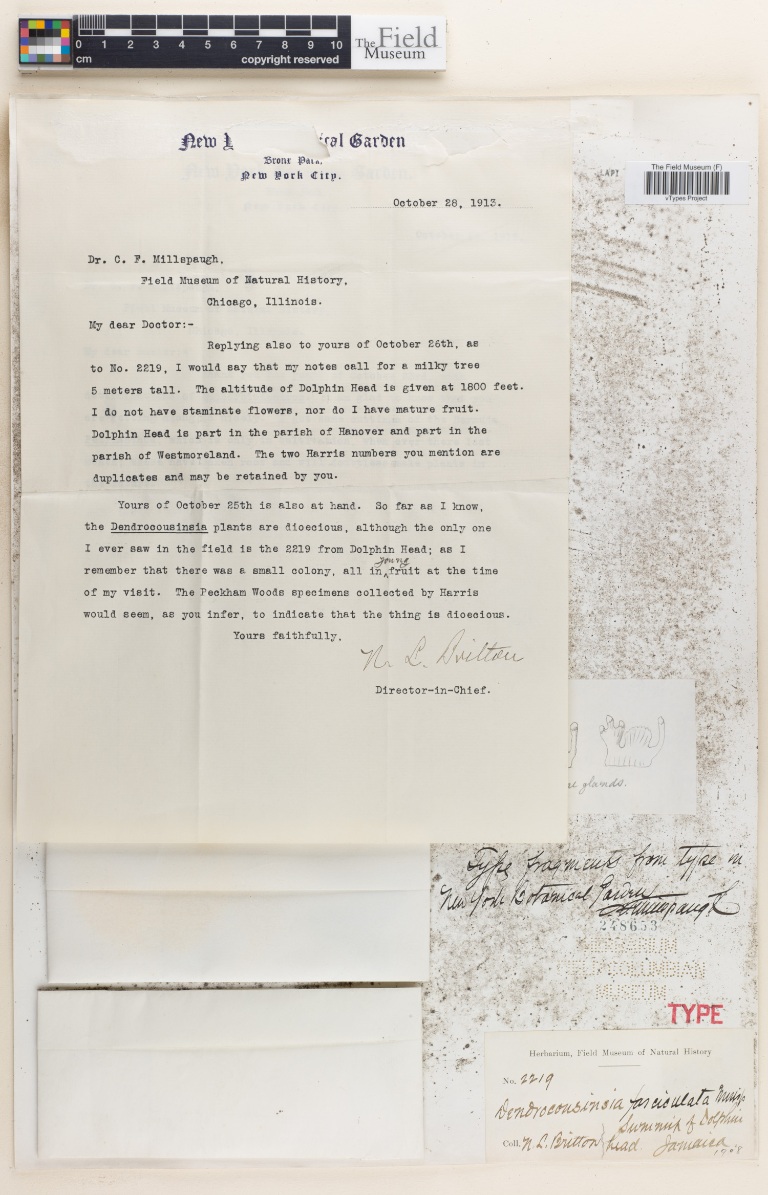 0 1 2 3 4 5 6 7 8 9 10
cm
copyright reserved
The Field
Museum
New ical Garden
Bronx Park,
New York City.
The Field Museum (F)
vTypes Project
October 28, 1913.
Dr. C. F. Millspaugh,
Field Museum of Natural History,
Chicago, Illinois.
My dear Doctor:-
Replying also to yours of October 26th, as
to No. 2219, I would say that my notes call for a milky tree
5 meters tall. The altitude of Dolphin Head is given at 1800 feet.
I do not have staminate flowers, nor do I have mature fruit.
Dolphin Head is part in the parish of Hanover and part in the
parish of Westmoreland. The two Harris numbers you mention are
duplicates and may be retained by you.
Yours of October 25th is also at hand. So far as I know,
the Dendrocousinsia plants are dioecious, although the only one
I ever saw in the field is the 2219 from Dolphin Head; as I
young
remember that there was a small colony, all in fruit at the time
of my visit. The Peckham Woods specimens collected by Harris
would seem, as you infer, to indicate that the thing is dioecious.
Yours faithfully,
N. L. Britton
Director-in-Chief.
glands.
Type fragments from type in
New York Botanical Garden
C.F. Millspaugh
248653
HERBARIUM
FIELD COLUMBIAN
MUSEUM
TYPE
Herbarium, Field Museum of Natural History
No. 2219
Dendrocousinsia fasciculata Millsp
Summit of Dolphin
Coll. N. L. Britton head Jamaica
1908